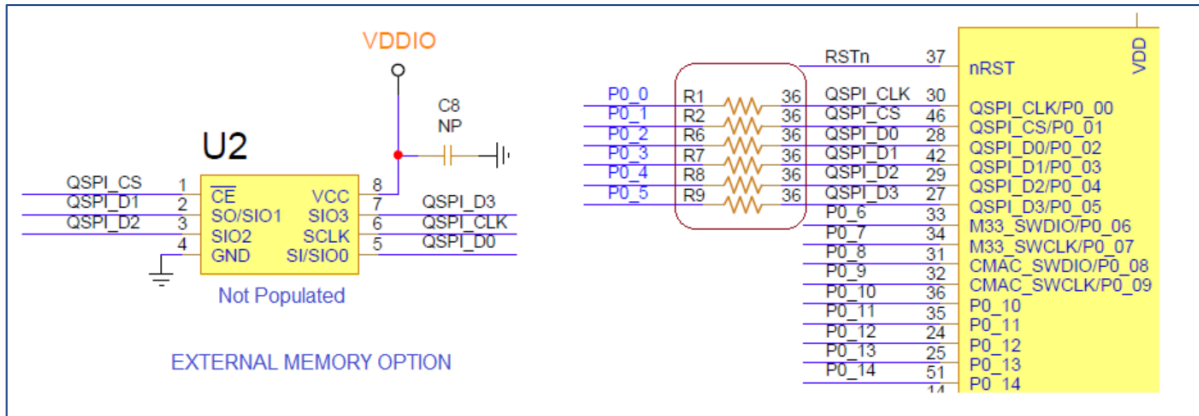 VDDIO
C8
NP
U2
QSPI_CS 1 CE VCC 8
QSPI_D1 2 SO/SIO1 SIO3 7 QSPI_D3
QSPI_D2 3 SIO2 SCLK 6 QSPI_CLK
4 GND SI/SIO0 5 QSPI_D0
Not Populated
EXTERNAL MEMORY OPTION
VDD
RSTn 37 nRST
P0_0 R1 36 QSPI_CLK 30 QSPI_CLK/P0_00
P0_1 R2 36 QSPI_CS 46 QSPI_CS/P0_01
P0_2 R6 36 QSPI_D0 28 QSPI_D0/P0_02
P0_3 R7 36 QSPI_D1 42 QSPI_D1/P0_03
P0_4 R8 36 QSPI_D2 29 QSPI_D2/P0_04
P0_5 R9 36 QSPI_D3 27 QSPI_D3/P0_05
P0_6 33 M33_SWDIO/P0_06
P0_7 34 M33_SWCLK/P0_07
P0_8 31 CMAC_SWDIO/P0_08
P0_9 32 CMAC_SWCLK/P0_09
P0_10 36 P0_10
P0_11 35 P0_11
P0_12 24 P0_12
P0_13 25 P0_13
P0_14 51 P0_14